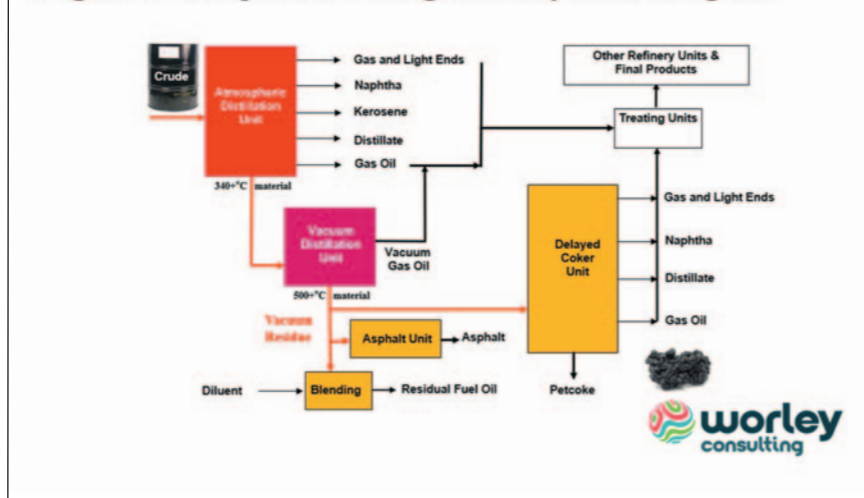 Crude
Atmospheric
Distillation
Unit
Gas and Light Ends
Naphtha
Kerosene
Distillate
Gas Oil
340+°C material
Vacuum
Distillation
Unit
Vacuum
Gas Oil
500+°C material
Vacuum
Residue
Asphalt Unit
Asphalt
Diluent
Blending
Residual Fuel Oil
Other Refinery Units &
Final Products
Treating Units
Delayed
Coker
Unit
Gas and Light Ends
Naphtha
Distillate
Gas Oil
Petcoke
worley
consulting